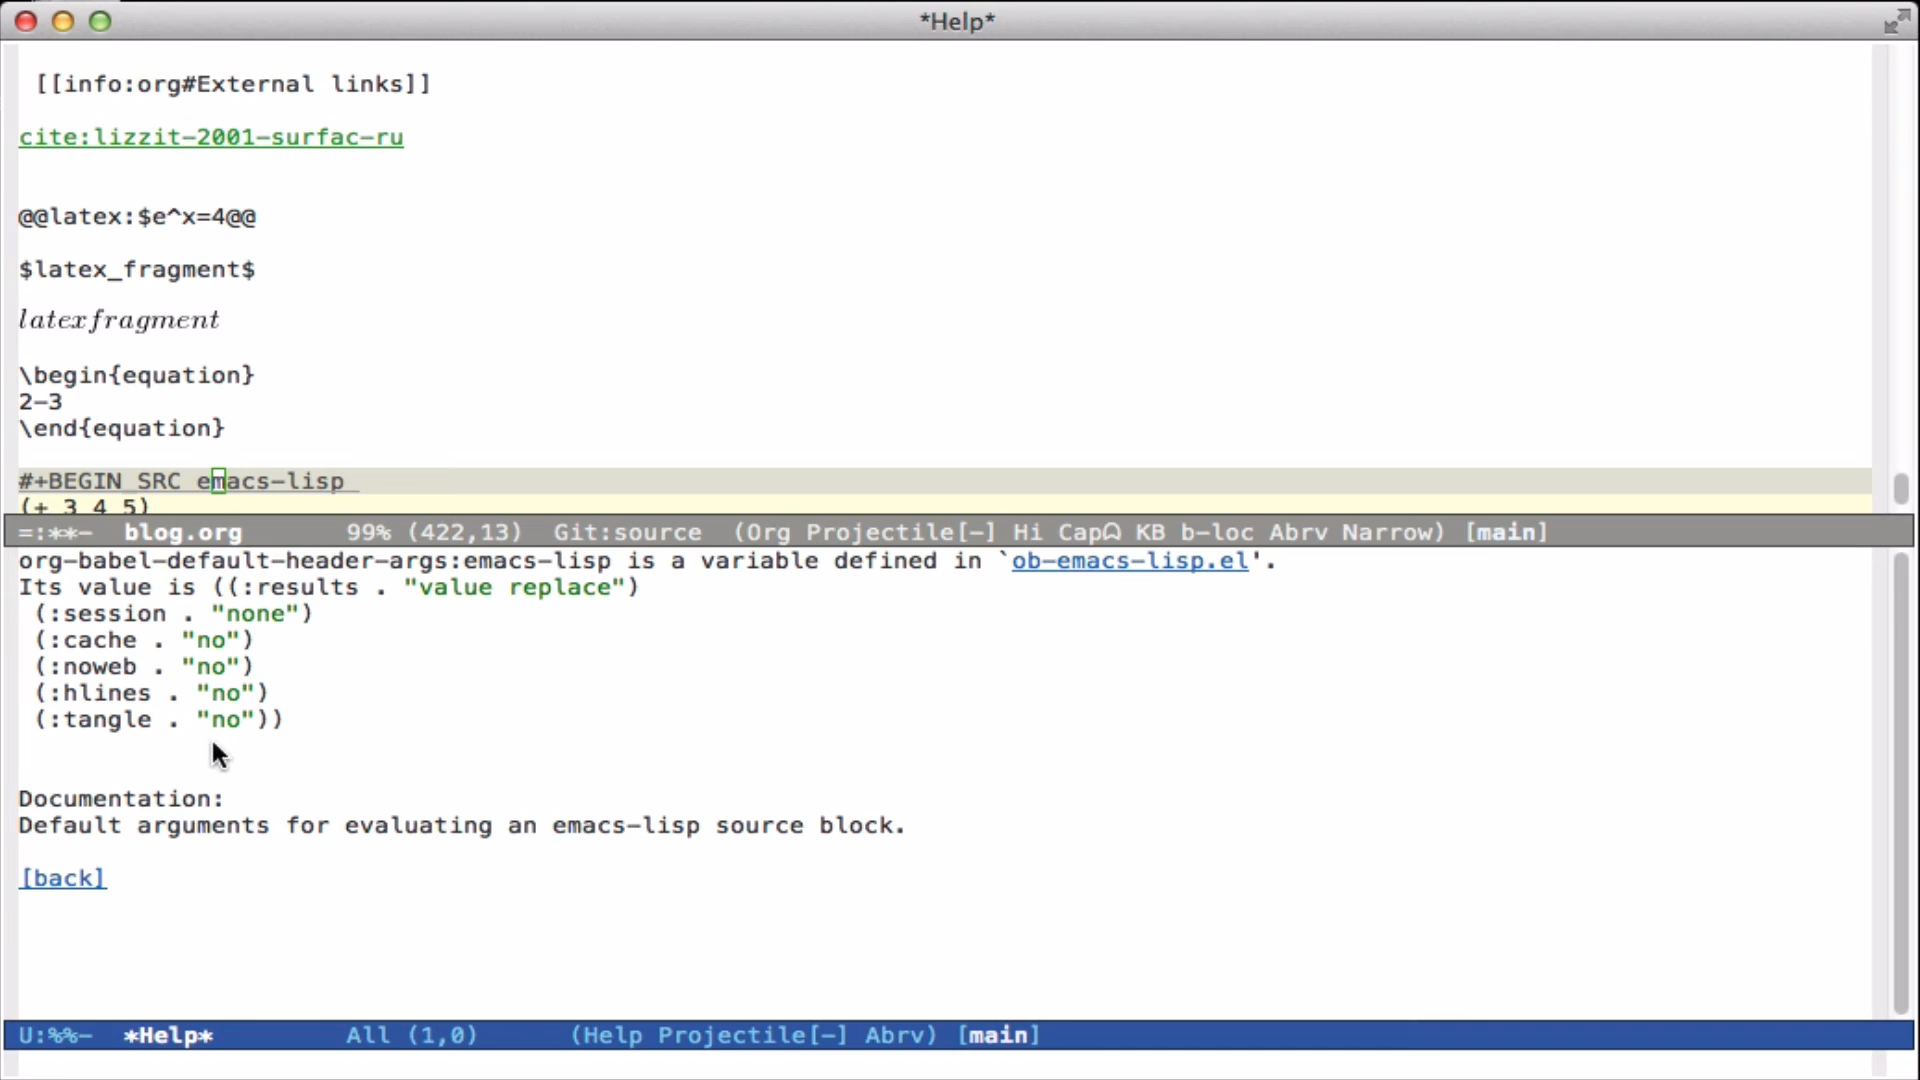 *Help*
[[info:org#External links]]
cite:lizzit-2001-surfac-ru
@@latex:$e^x=4@@
$latex_fragment$
latexfragment
\begin{equation}
2-3
\end{equation}
#+BEGIN_SRC emacs-lisp
(+ 3 4 5)
=:**- blog.org 99% (422,13) Git:source (Org Projectile[-] Hi CapΩ KB b-loc Abrv Narrow) [main]
org-babel-default-header-args:emacs-lisp is a variable defined in `ob-emacs-lisp.el'.
Its value is ((:results . "value replace")
(:session . "none")
(:cache . "no")
(:noweb . "no")
(:hlines . "no")
(:tangle . "no"))
Documentation:
Default arguments for evaluating an emacs-lisp source block.
[back]
U:%%- *Help* All (1,0) (Help Projectile[-] Abrv) [main]